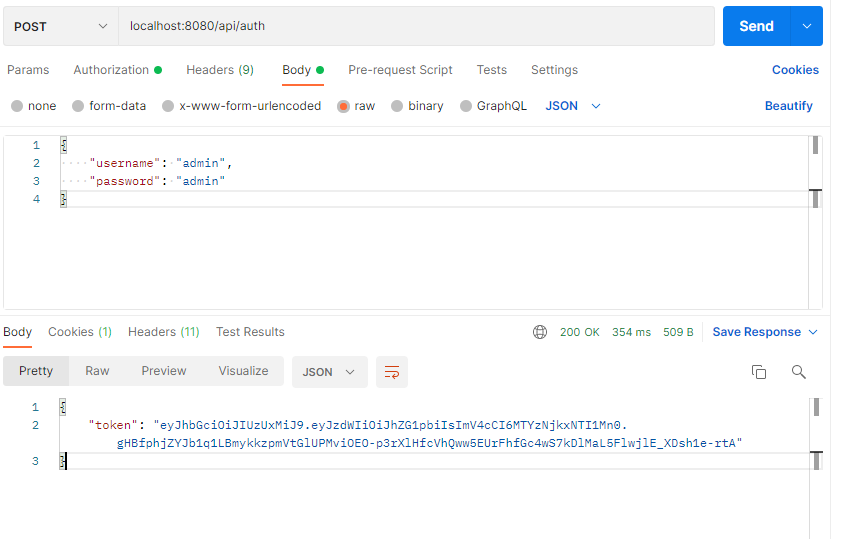 POST localhost:8080/api/auth Send
Params Authorization Headers (9) Body Pre-request Script Tests Settings Cookies
none form-data x-www-form-urlencoded raw binary GraphQL JSON Beautify
1 {
2 "username": "admin",
3 "password": "admin"
4 }
Body Cookies (1) Headers (11) Test Results 200 OK 354 ms 509 B Save Response
Pretty Raw Preview Visualize JSON
1 {
2 "token": "eyJhbGciOiJIUzUxMiJ9.eyJzdWIiOiJhZG1pbiIsImV4cCI6MTYzNjkxNTI1Mn0.
gHBfphjZYJb1q1LBmykkzpmVtGlUPMviOEO-p3rXlHfcVhQww5EUrFhfGc4wS7kDlMaL5FlwjlE_XDsh1e-rtA"
3 }